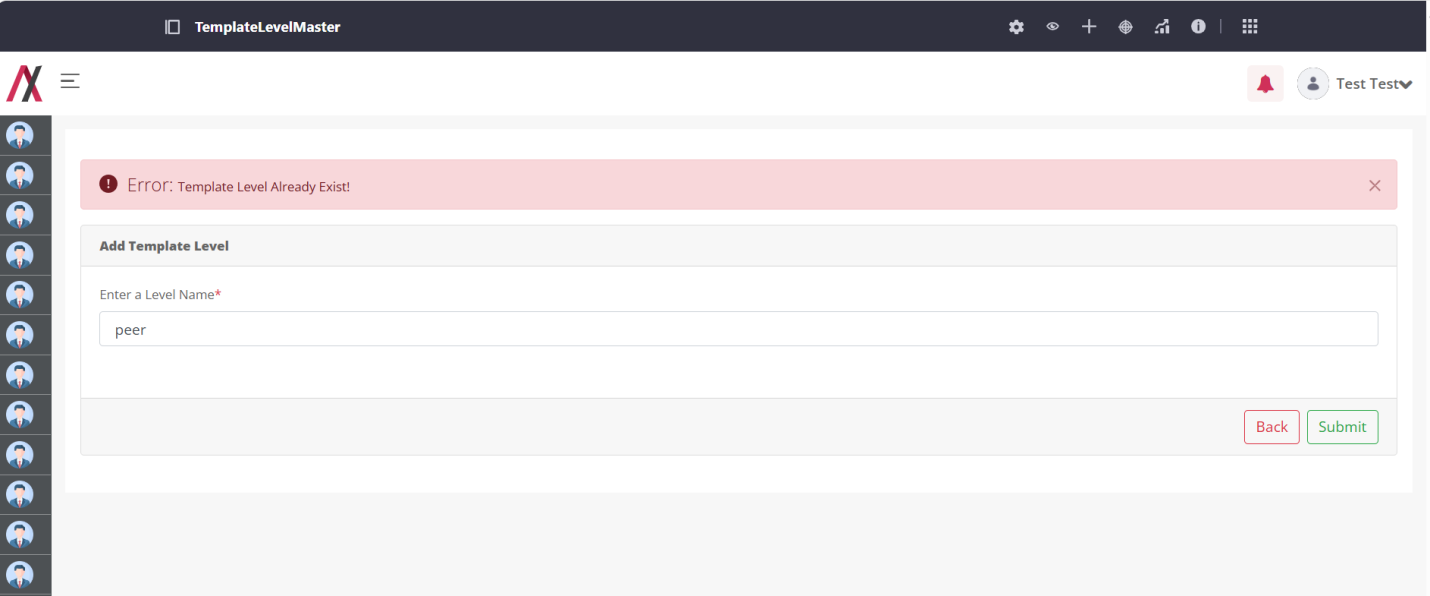 TemplateLevelMaster
Test Test
Error: Template Level Already Exist!
Add Template Level
Enter a Level Name*
peer
Back Submit